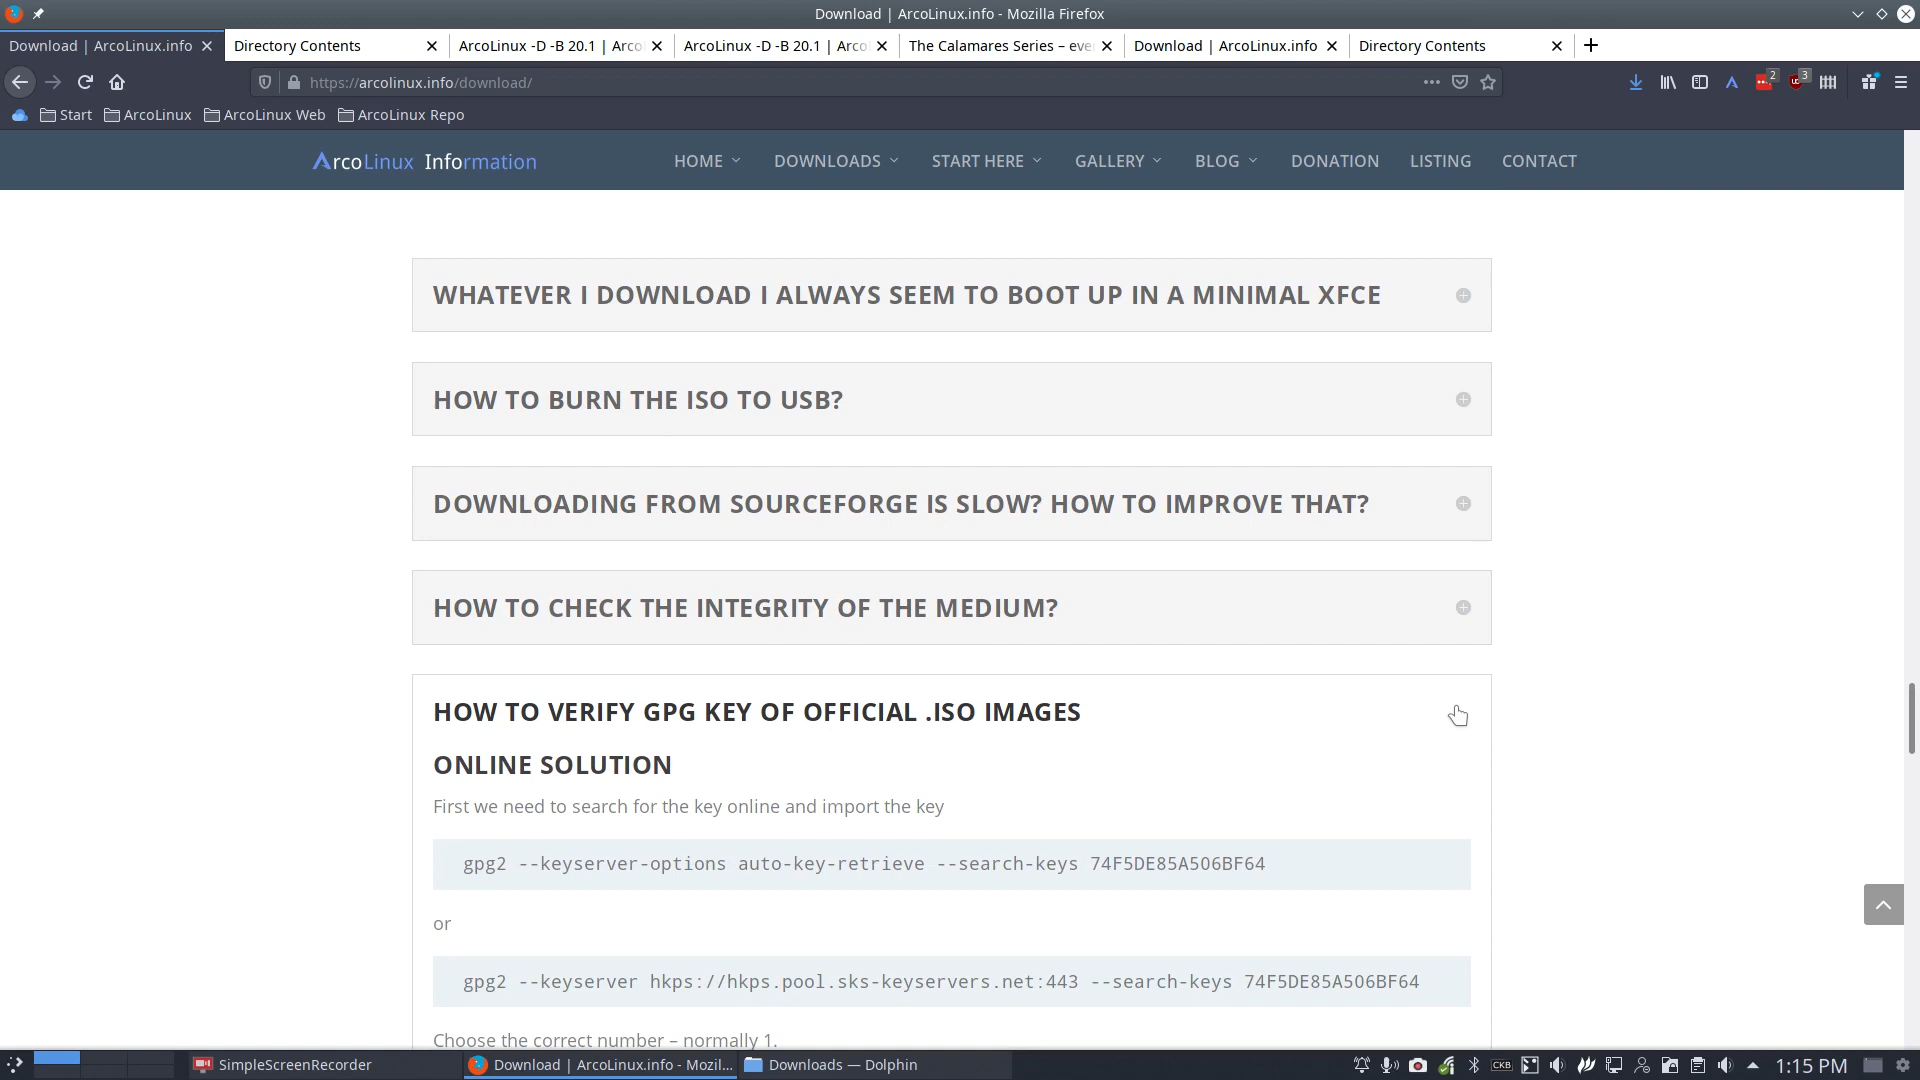 Download | ArcoLinux.info - Mozilla Firefox
Download | ArcoLinux.info
Directory Contents
ArcoLinux -D -B 20.1 | Arco
ArcoLinux -D -B 20.1 | Arco
The Calamares Series – eve
Download | ArcoLinux.info
Directory Contents
https://arcolinux.info/download/
2
3
Start
ArcoLinux
ArcoLinux Web
ArcoLinux Repo
ArcoLinux Information
HOME
DOWNLOADS
START HERE
GALLERY
BLOG
DONATION
LISTING
CONTACT
WHATEVER I DOWNLOAD I ALWAYS SEEM TO BOOT UP IN A MINIMAL XFCE
HOW TO BURN THE ISO TO USB?
DOWNLOADING FROM SOURCEFORGE IS SLOW? HOW TO IMPROVE THAT?
HOW TO CHECK THE INTEGRITY OF THE MEDIUM?
HOW TO VERIFY GPG KEY OF OFFICIAL .ISO IMAGES
ONLINE SOLUTION
First we need to search for the key online and import the key
gpg2 --keyserver-options auto-key-retrieve --search-keys 74F5DE85A506BF64
or
gpg2 --keyserver hkps://hkps.pool.sks-keyservers.net:443 --search-keys 74F5DE85A506BF64
Choose the correct number – normally 1.
SimpleScreenRecorder
Download | ArcoLinux.info - Mozil...
Downloads — Dolphin
CKB
1:15 PM